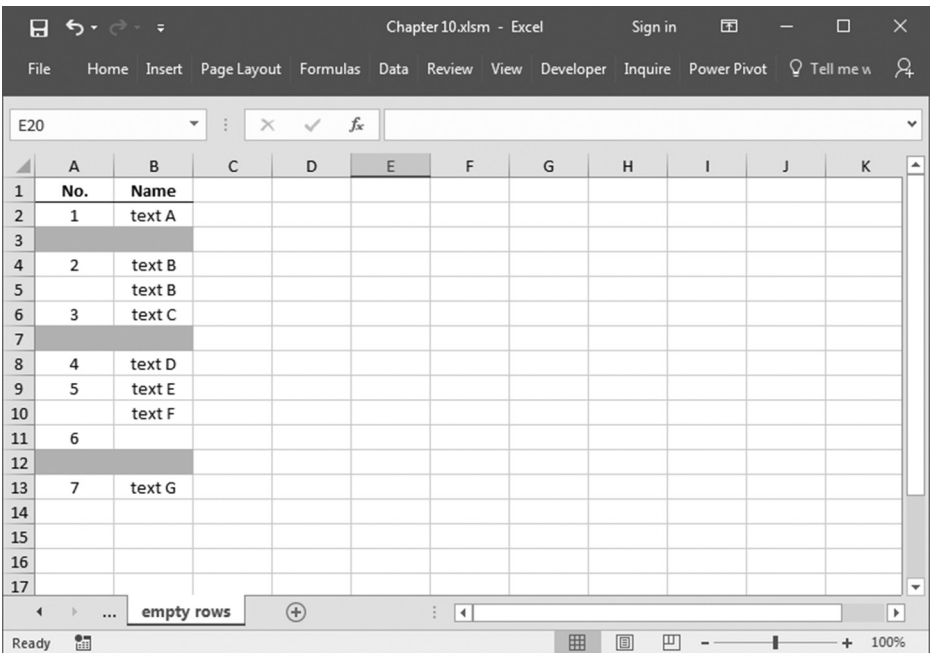 Chapter 10.xlsm - Excel Sign in
File Home Insert Page Layout Formulas Data Review View Developer Inquire Power Pivot Tell me w
E20 fx
A B C D E F G H I J K
1 No. Name
2 1 text A
3
4 2 text B
5 text B
6 3 text C
7
8 4 text D
9 5 text E
10 text F
11 6
12
13 7 text G
14
15
16
17
... empty rows
Ready 100%